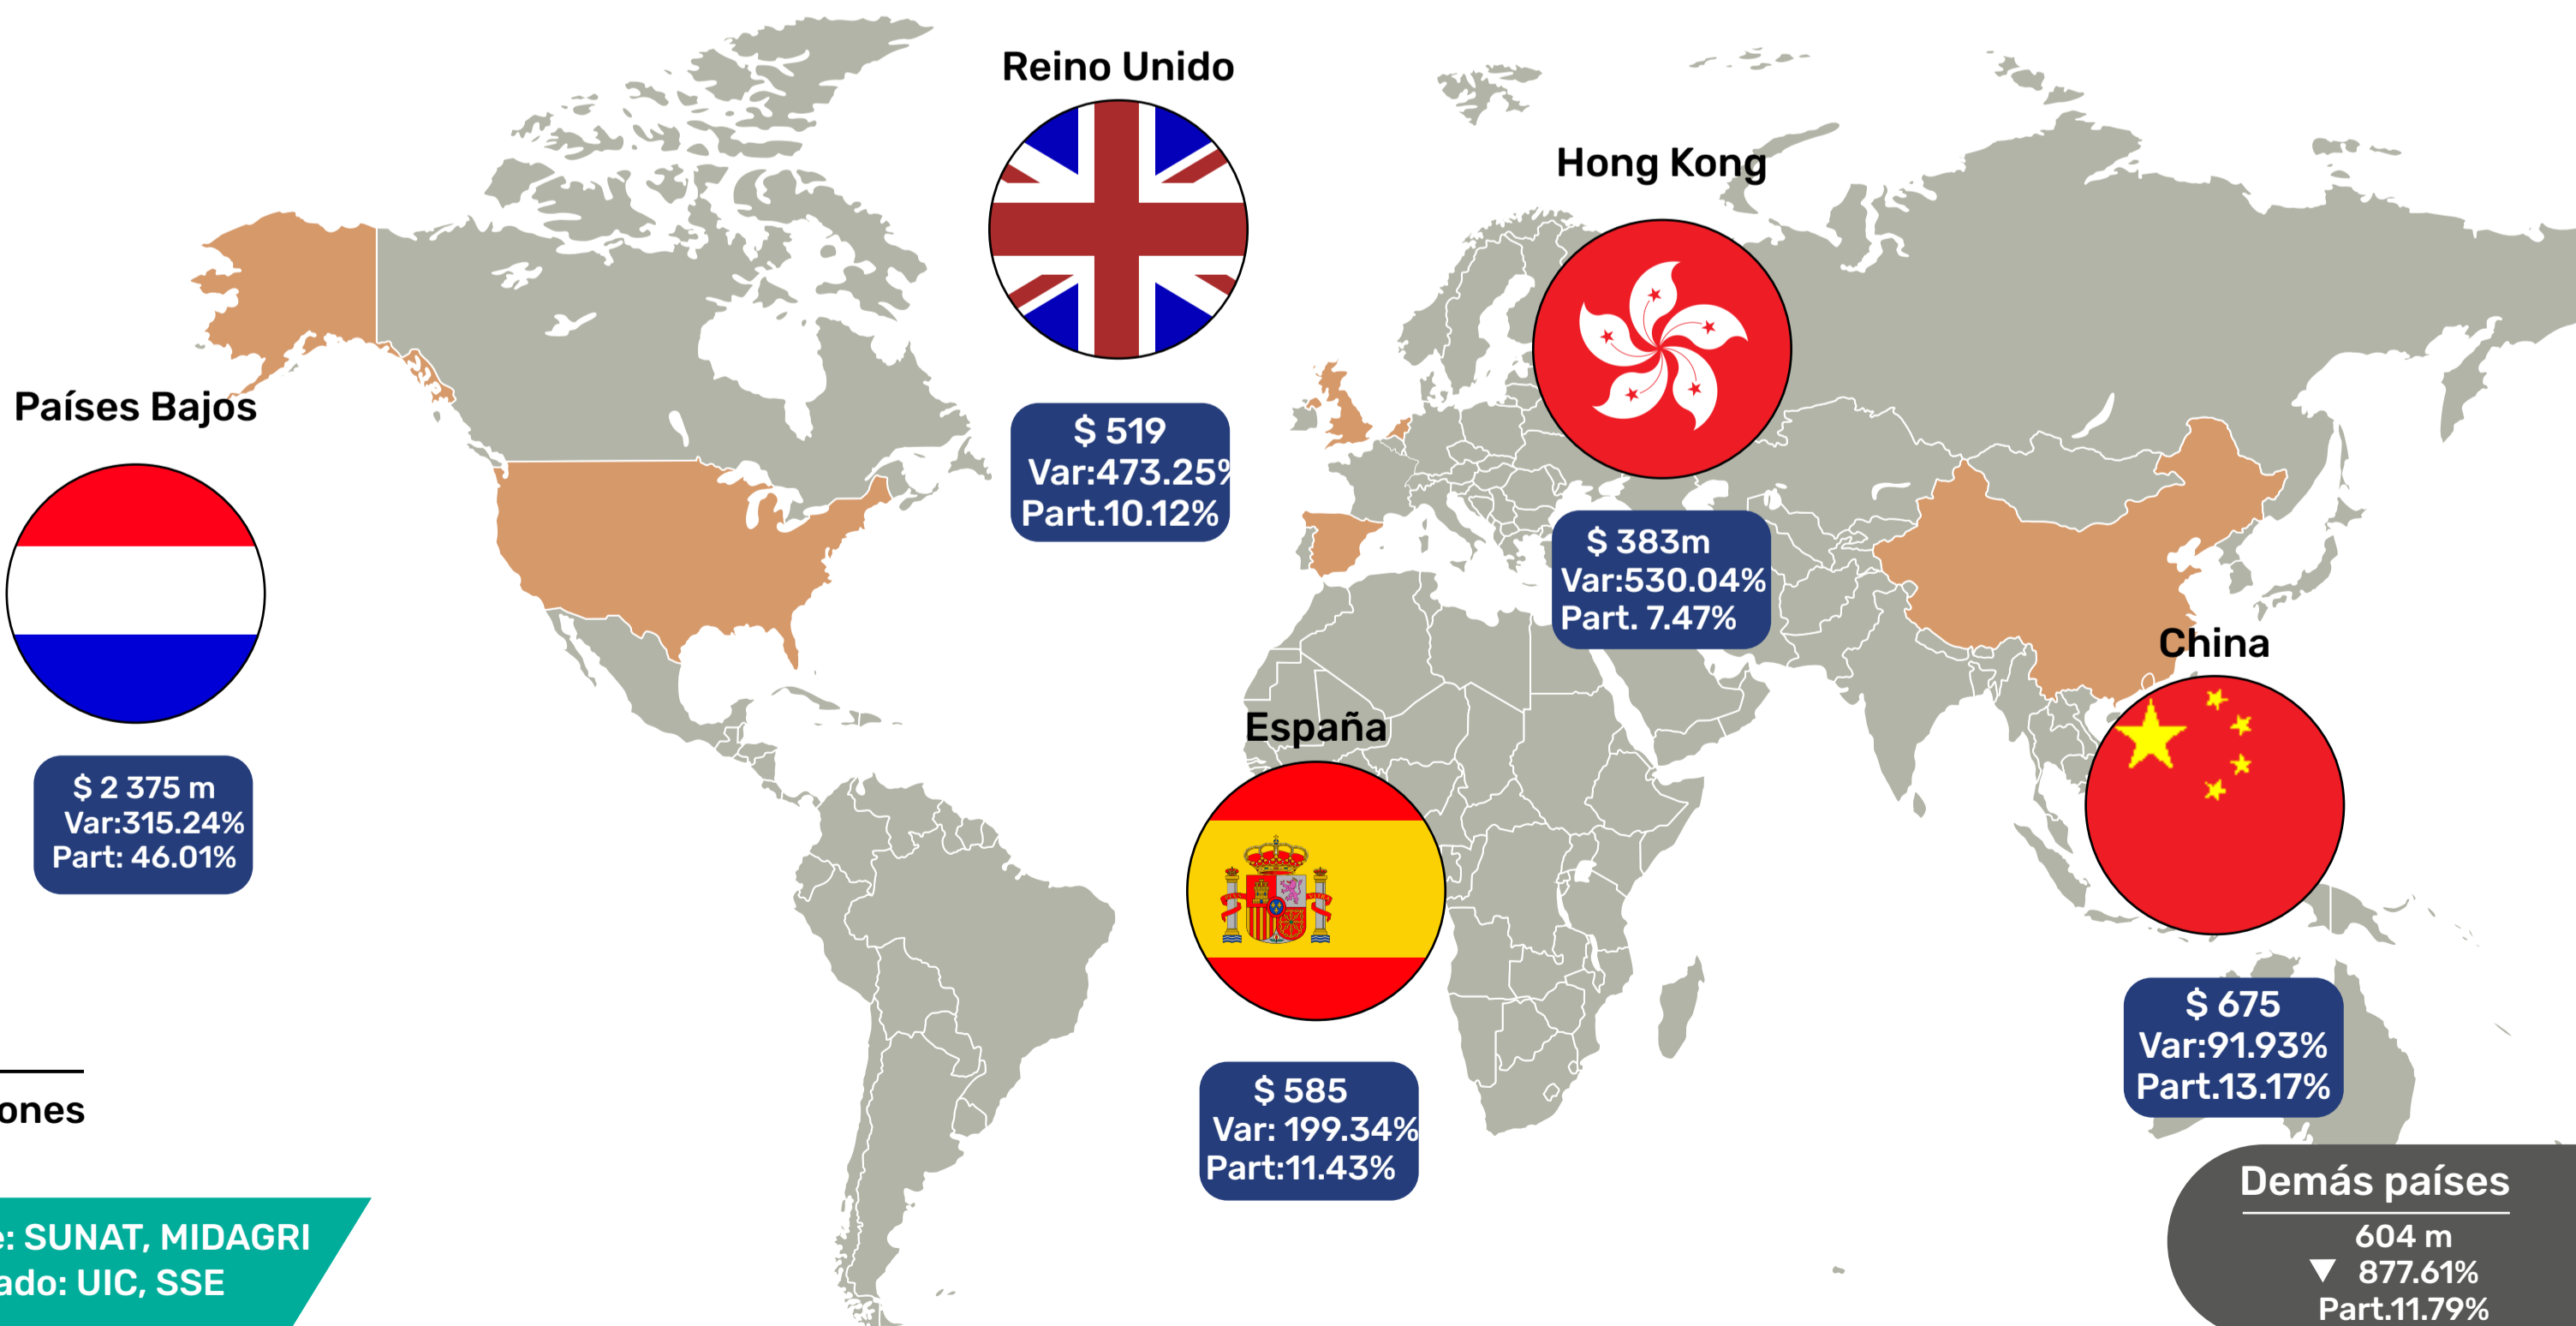 Reino Unido
$ 519
Var:473.25%
Part.10.12%
Hong Kong
$ 383m
Var:530.04%
Part. 7.47%
Países Bajos
$ 2 375 m
Var:315.24%
Part: 46.01%
China
$ 675
Var:91.93%
Part.13.17%
España
$ 585
Var: 199.34%
Part:11.43%
ones
e: SUNAT, MIDAGRI
ado: UIC, SSE
Demás países
604 m
▼ 877.61%
Part.11.79%